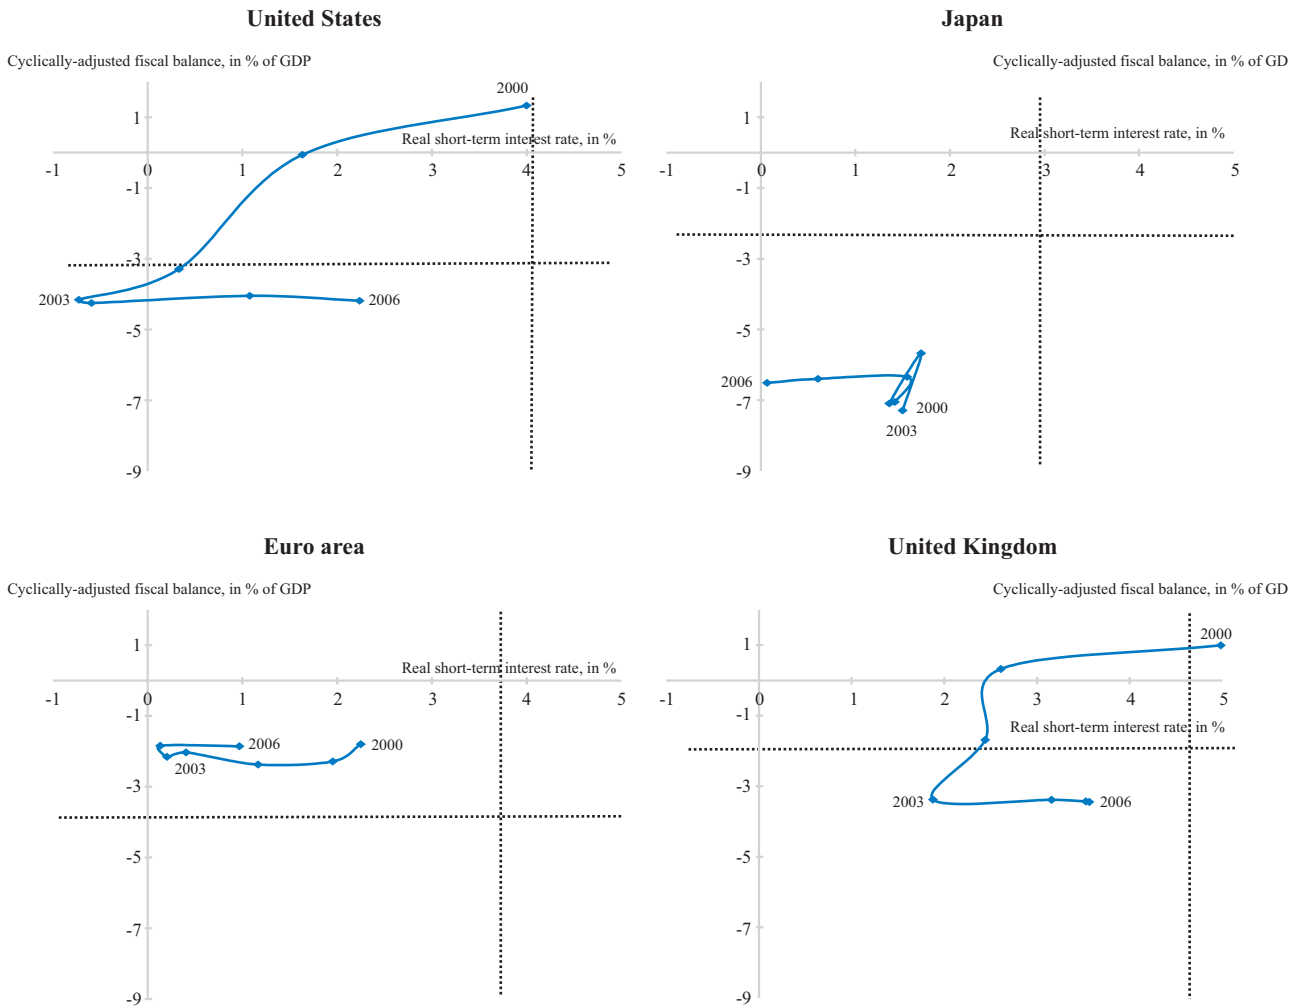 United States
Cyclically-adjusted fiscal balance, in % of GDP
2000
1
Real short-term interest rate, in %
-1 0 1 2 3 4 5
-1
-3
2003
2006
-5
-7
-9
Japan
Cyclically-adjusted fiscal balance, in % of GD
1
Real short-term interest rate, in %
-1 0 1 2 3 4 5
-1
-3
-5
2006
-7
2000
2003
-9
Euro area
Cyclically-adjusted fiscal balance, in % of GDP
1
Real short-term interest rate, in %
-1 0 1 2 3 4 5
-1
2006
2000
2003
-3
-5
-7
-9
United Kingdom
Cyclically-adjusted fiscal balance, in % of GD
2000
1
-1 0 1 2 3 4 5
-1
Real short-term interest rate, in %
-3
2003
2006
-5
-7
-9